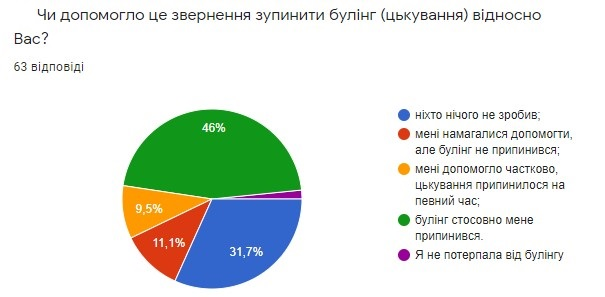 Чи допомогло це звернення зупинити булінг (цькування) відносно
Вас?
63 відповіді
46%
9,5%
11,1%
31,7%
ніхто нічого не зробив;
мені намагалися допомогти,
але булінг не припинився;
мені допомогло частково,
цькування припинилося на
певний час;
булінг стосовно мене
припинився.
Я не потерпала від булінгу